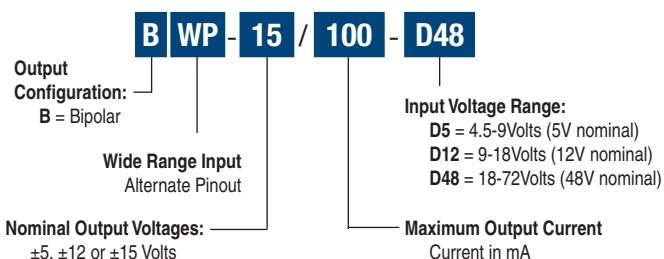 B WP - 15 / 100 - D48
Output
Configuration:
B = Bipolar
Wide Range Input
Alternate Pinout
Nominal Output Voltages:
±5, ±12 or ±15 Volts
Input Voltage Range:
D5 = 4.5-9Volts (5V nominal)
D12 = 9-18Volts (12V nominal)
D48 = 18-72Volts (48V nominal)
Maximum Output Current
Current in mA